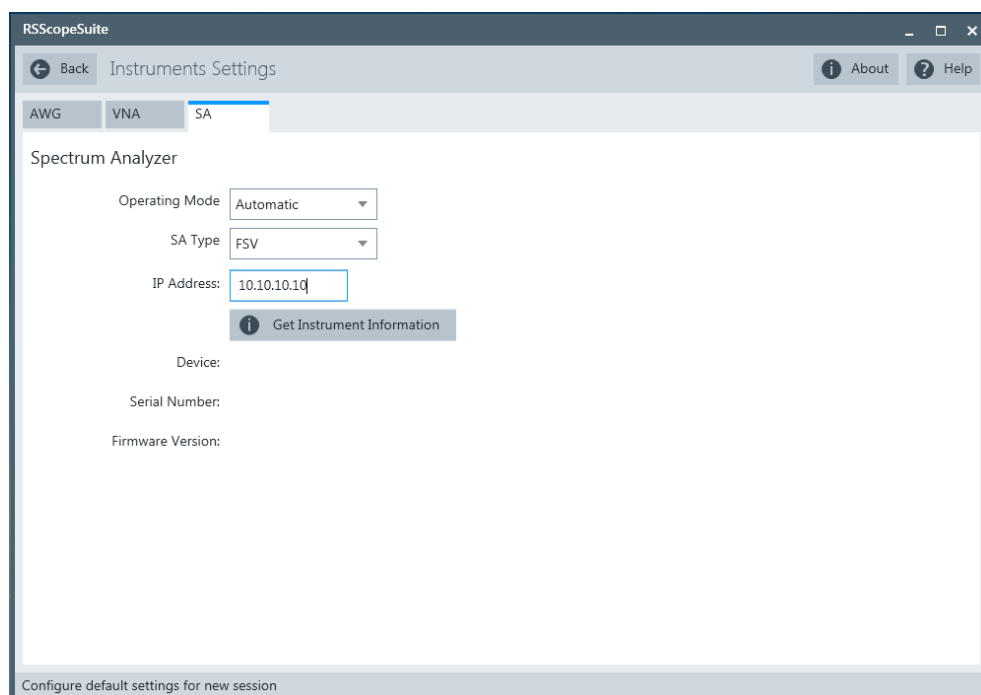 RSScopeSuite
Back Instruments Settings About Help
AWG VNA SA
Spectrum Analyzer
Operating Mode Automatic
SA Type FSV
IP Address: 10.10.10.10
Get Instrument Information
Device:
Serial Number:
Firmware Version:
Configure default settings for new session